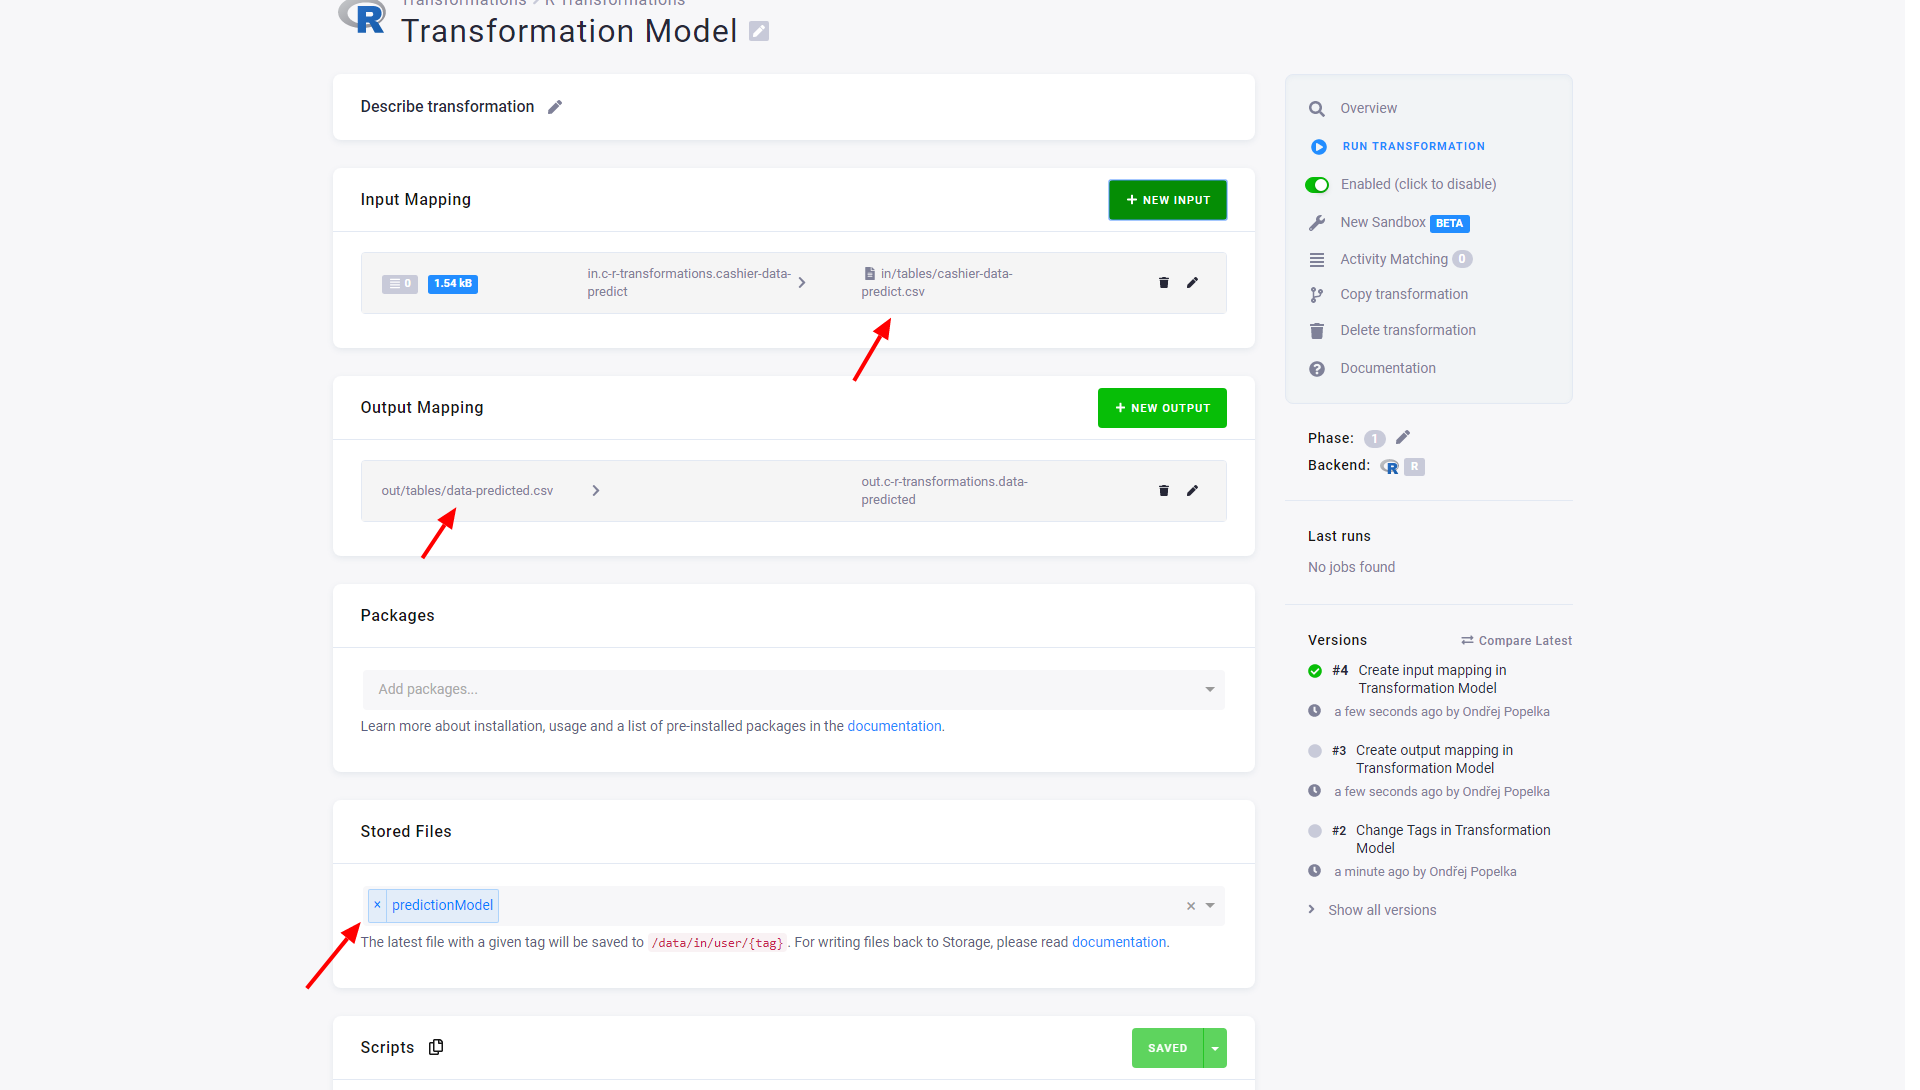 Transformations > R Transformations
Transformation Model
Describe transformation
Input Mapping
+ NEW INPUT
0
1.54 kB
in.c-r-transformations.cashier-data-
predict
in/tables/cashier-data-
predict.csv
Output Mapping
+ NEW OUTPUT
out/tables/data-predicted.csv
out.c-r-transformations.data-
predicted
Packages
Add packages...
Learn more about installation, usage and a list of pre-installed packages in the documentation.
Stored Files
× predictionModel
×
The latest file with a given tag will be saved to /data/in/user/{tag}. For writing files back to Storage, please read documentation.
Scripts
SAVED
Overview
RUN TRANSFORMATION
Enabled (click to disable)
New Sandbox BETA
Activity Matching 0
Copy transformation
Delete transformation
Documentation
Phase: 1
Backend: R R
Last runs
No jobs found
Versions
Compare Latest
#4 Create input mapping in
Transformation Model
a few seconds ago by Ondřej Popelka
#3 Create output mapping in
Transformation Model
a few seconds ago by Ondřej Popelka
#2 Change Tags in Transformation
Model
a minute ago by Ondřej Popelka
Show all versions